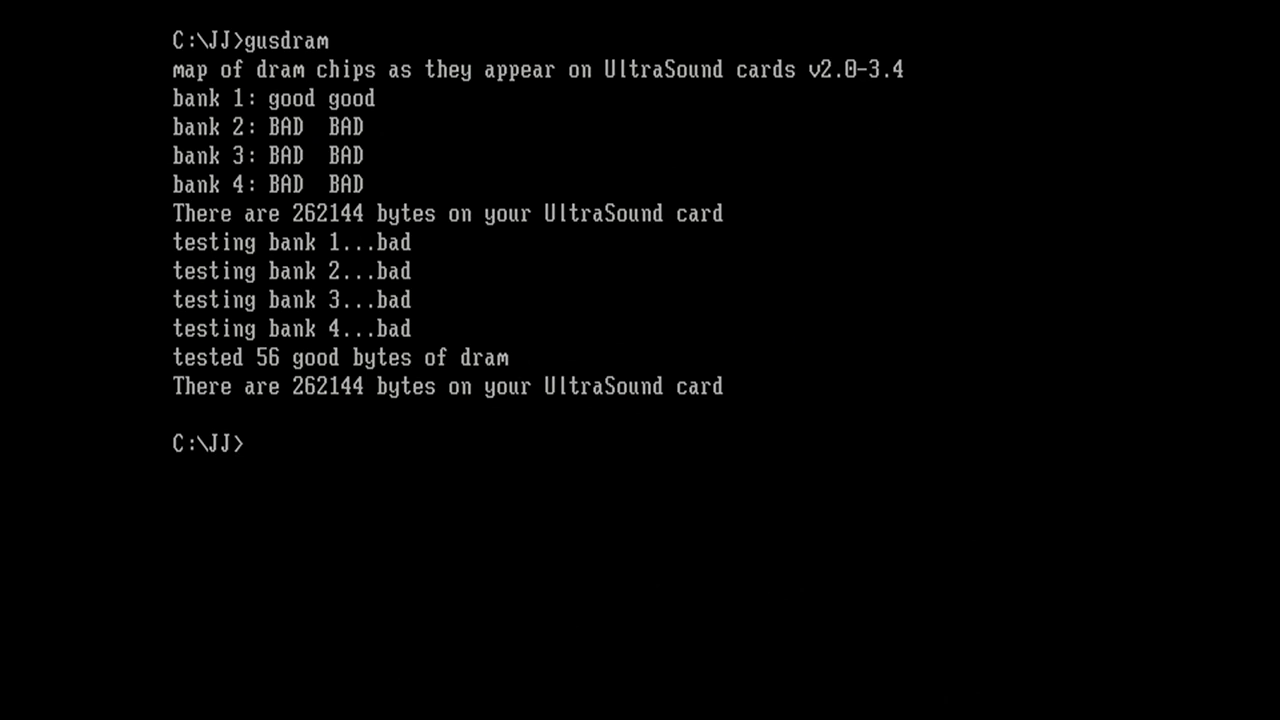 C:\JJ>gusdram
map of dram chips as they appear on UltraSound cards v2.0-3.4
bank 1: good good
bank 2: BAD  BAD
bank 3: BAD  BAD
bank 4: BAD  BAD
There are 262144 bytes on your UltraSound card
testing bank 1...bad
testing bank 2...bad
testing bank 3...bad
testing bank 4...bad
tested 56 good bytes of dram
There are 262144 bytes on your UltraSound card
C:\JJ>